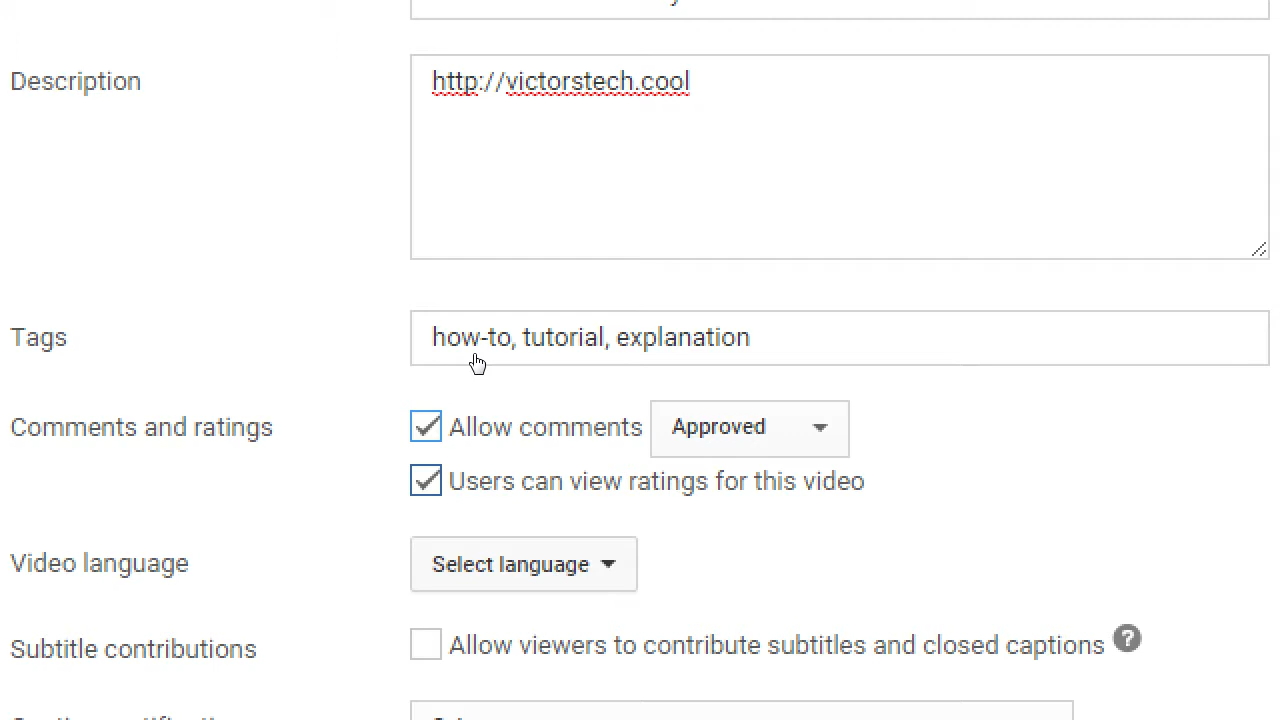 Description
http://victorstech.cool
Tags
how-to, tutorial, explanation
Comments and ratings
Allow comments Approved
Users can view ratings for this video
Video language
Select language
Subtitle contributions
Allow viewers to contribute subtitles and closed captions ?